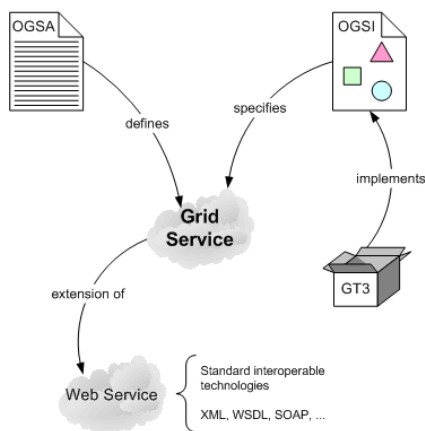 OGSA
OGSI
defines
specifies
implements
Grid
Service
GT3
extension of
Web Service
Standard interoperable
technologies
XML, WSDL, SOAP, ...